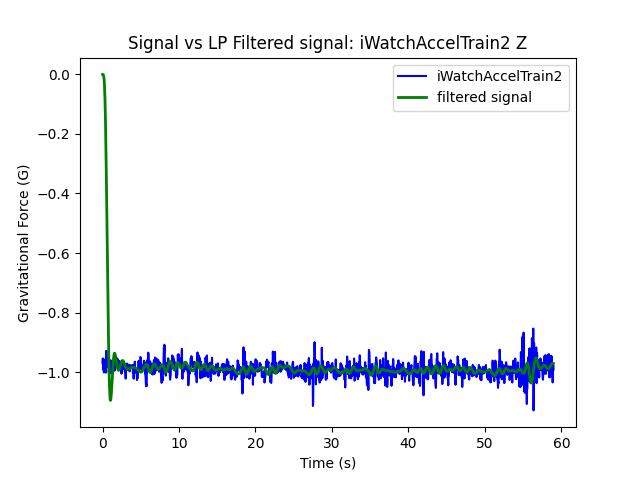 Signal vs LP Filtered signal: iWatchAccelTrain2 Z
iWatchAccelTrain2
filtered signal
Gravitational Force (G)
0.0
−0.2
−0.4
−0.6
−0.8
−1.0
0 10 20 30 40 50 60
Time (s)